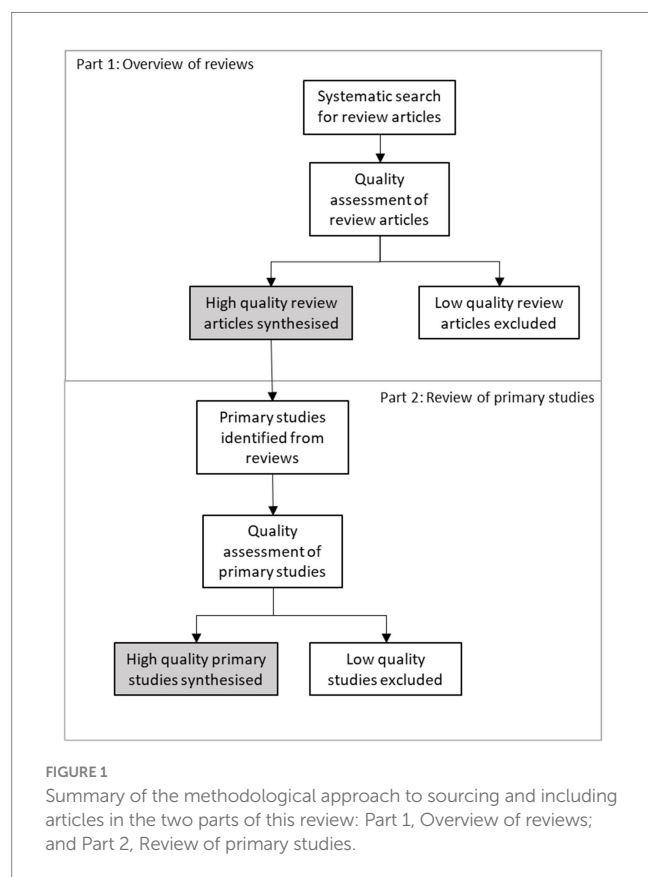 Part 1: Overview of reviews
Systematic search
for review articles
Quality
assessment of
review articles
High quality review
articles synthesised
Low quality review
articles excluded
Part 2: Review of primary studies
Primary studies
identified from
reviews
Quality
assessment of
primary studies
High quality primary
studies synthesised
Low quality
studies excluded
FIGURE 1
Summary of the methodological approach to sourcing and including
articles in the two parts of this review: Part 1, Overview of reviews;
and Part 2, Review of primary studies.